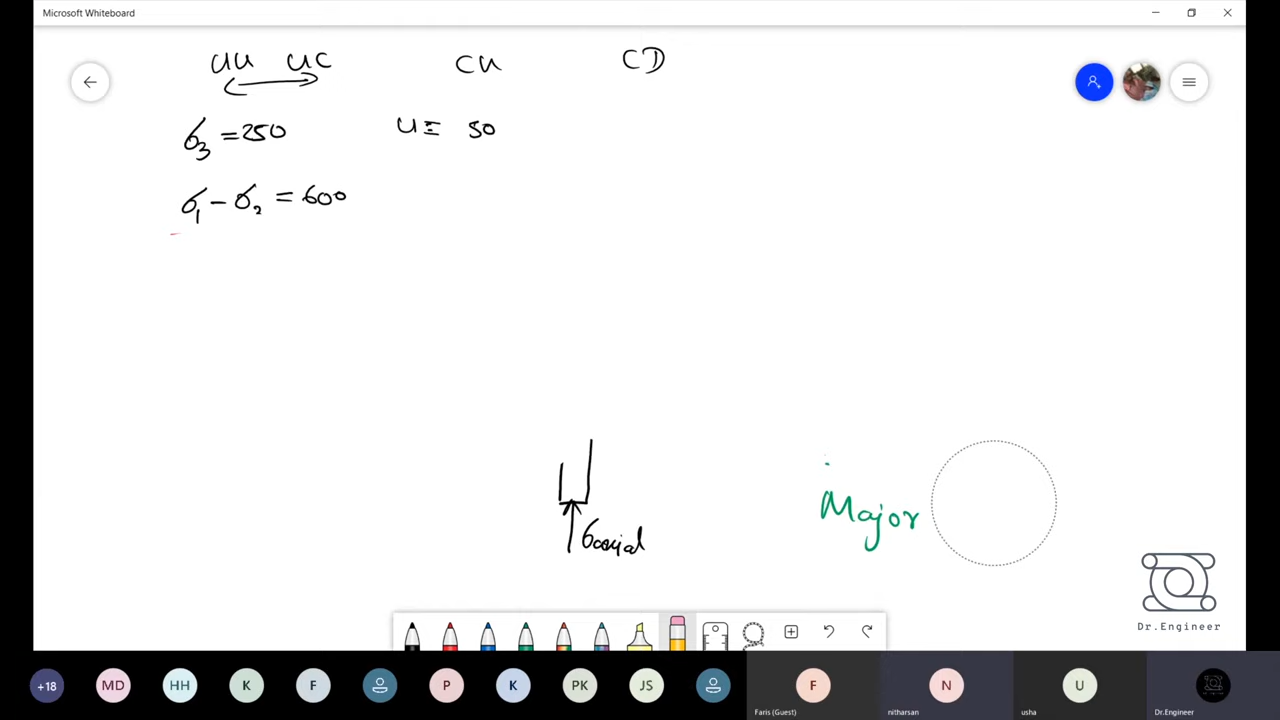 Microsoft Whiteboard
UU UC CU CD
σ3 = 250 u = 50
σ1 - σ2 = 600
σaxial
Major
Dr.Engineer
+18 MD HH K F P K PK JS F N U
Faris (Guest) nitharsan usha Dr.Engineer